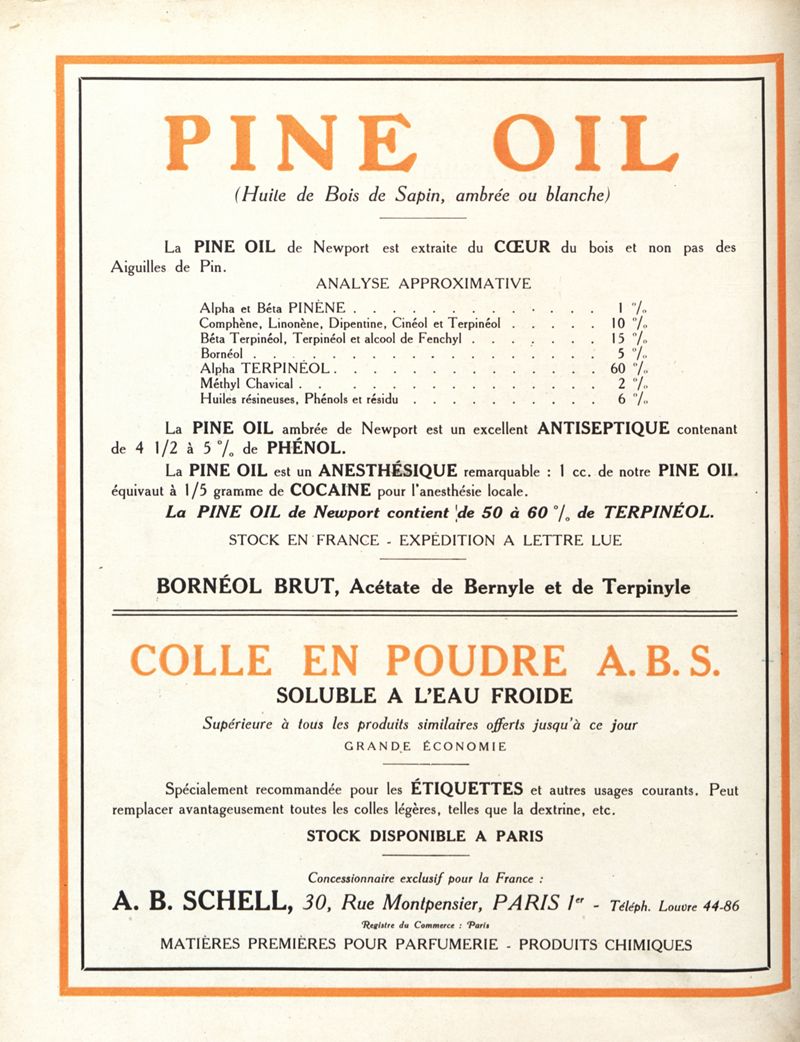 PINE OIL
(Huile de Bois de Sapin, ambrée ou blanche)
La PINE OIL de Newport est extraite du CŒUR du bois et non pas des
Aiguilles de Pin.
ANALYSE APPROXIMATIVE
Alpha et Béta PINÈNE . . . . . . . . . . . . . 1 %
Comphène, Linonène, Dipentine, Cinéol et Terpinéol . . . . . 10 %
Béta Terpinéol, Terpinéol et alcool de Fenchyl . . . . . . . 15 %
Bornéol . . . . . . . . . . . . . . . . . . 5 %
Alpha TERPINÉOL . . . . . . . . . . . . . . 60 %
Méthyl Chavical . . . . . . . . . . . . . . . . 2 %
Huiles résineuses, Phénols et résidu . . . . . . . . . . 6 %
La PINE OIL ambrée de Newport est un excellent ANTISEPTIQUE contenant
de 4 1/2 à 5 % de PHÉNOL.
La PINE OIL est un ANESTHÉSIQUE remarquable : 1 cc. de notre PINE OIL
équivaut à 1/5 gramme de COCAINE pour l'anesthésie locale.
La PINE OIL de Newport contient de 50 à 60 % de TERPINÉOL.
STOCK EN FRANCE - EXPÉDITION A LETTRE LUE
BORNÉOL BRUT, Acétate de Bernyle et de Terpinyle
COLLE EN POUDRE A. B. S.
SOLUBLE A L'EAU FROIDE
Supérieure à tous les produits similaires offerts jusqu'à ce jour
GRANDE ÉCONOMIE
Spécialement recommandée pour les ÉTIQUETTES et autres usages courants. Peut
remplacer avantageusement toutes les colles légères, telles que la dextrine, etc.
STOCK DISPONIBLE A PARIS
Concessionnaire exclusif pour la France :
A. B. SCHELL, 30, Rue Montpensier, PARIS 1er - Téléph. Louvre 44-86
Registre du Commerce : Paris
MATIÈRES PREMIÈRES POUR PARFUMERIE - PRODUITS CHIMIQUES